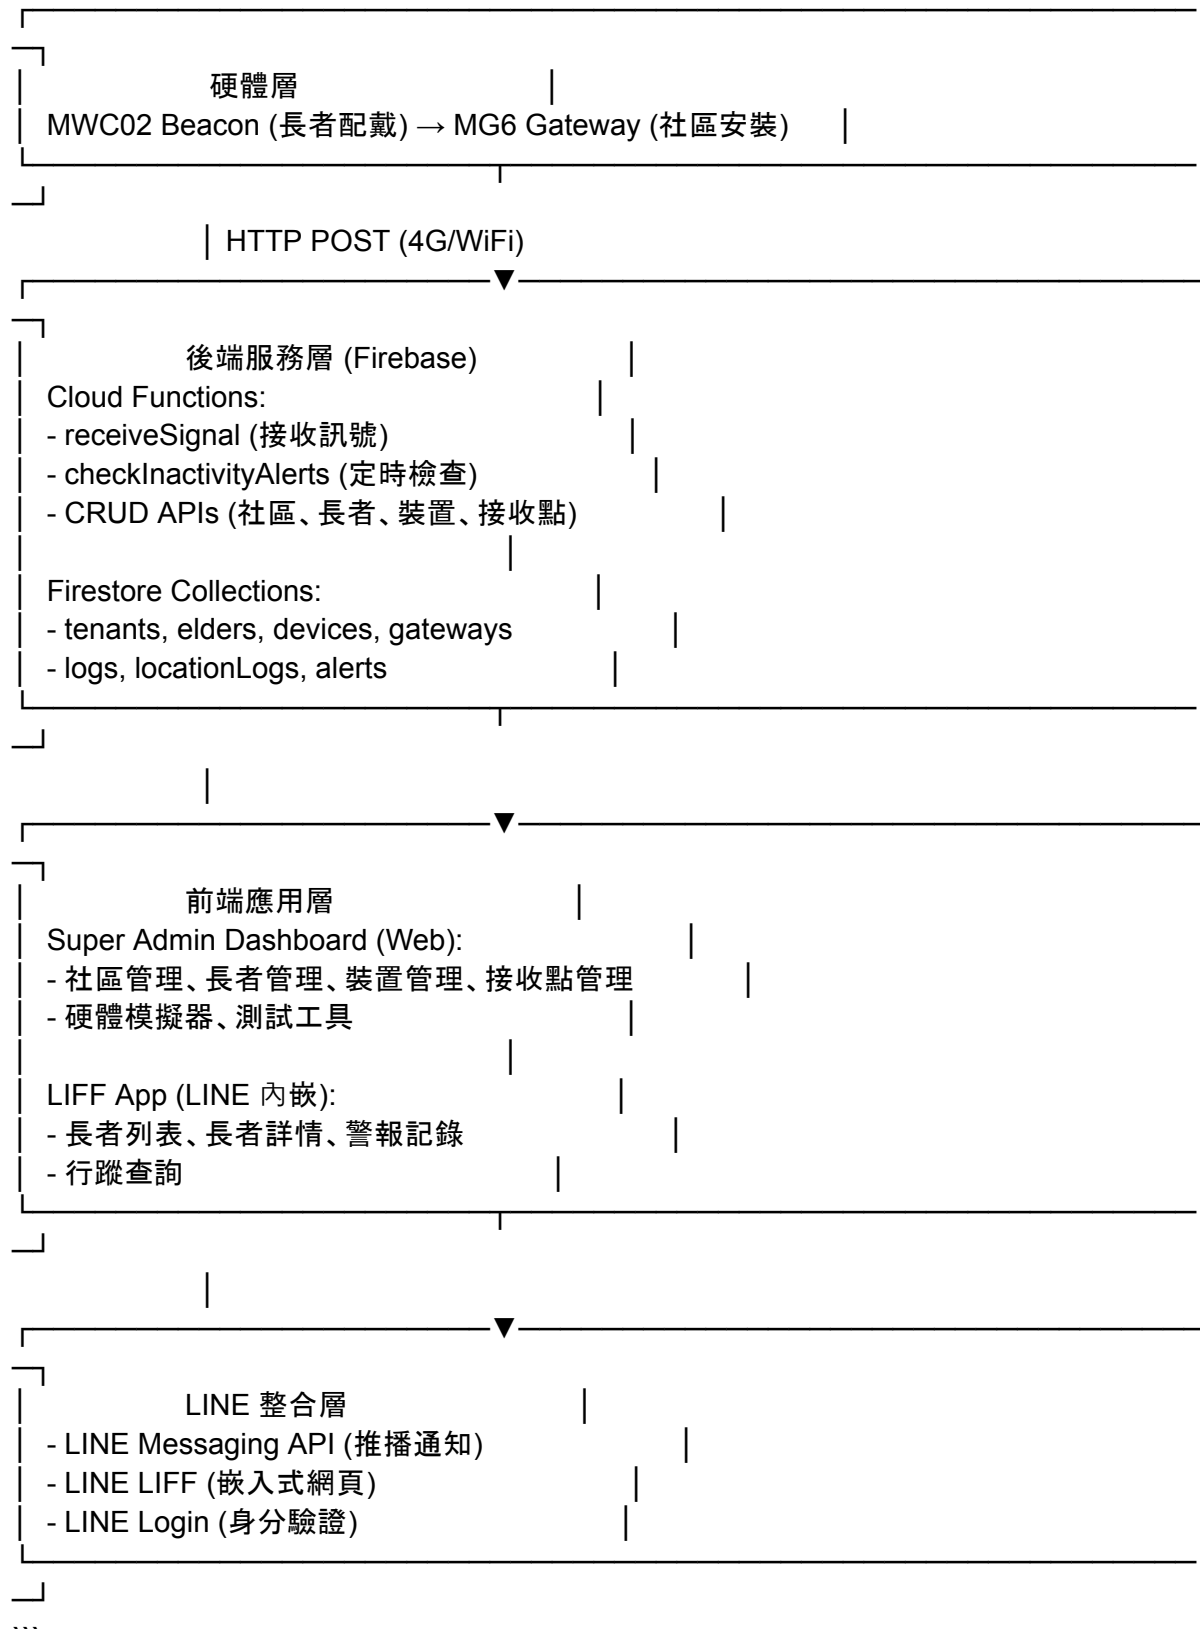 硬體層
MWC02 Beacon (長者配戴) → MG6 Gateway (社區安裝)
HTTP POST (4G/WiFi)
後端服務層 (Firebase)
Cloud Functions:
- receiveSignal (接收訊號)
- checkInactivityAlerts (定時檢查)
- CRUD APIs (社區、長者、裝置、接收點)
Firestore Collections:
- tenants, elders, devices, gateways
- logs, locationLogs, alerts
前端應用層
Super Admin Dashboard (Web):
- 社區管理、長者管理、裝置管理、接收點管理
- 硬體模擬器、測試工具
LIFF App (LINE 內嵌):
- 長者列表、長者詳情、警報記錄
- 行蹤查詢
LINE 整合層
- LINE Messaging API (推播通知)
- LINE LIFF (嵌入式網頁)
- LINE Login (身分驗證)
```